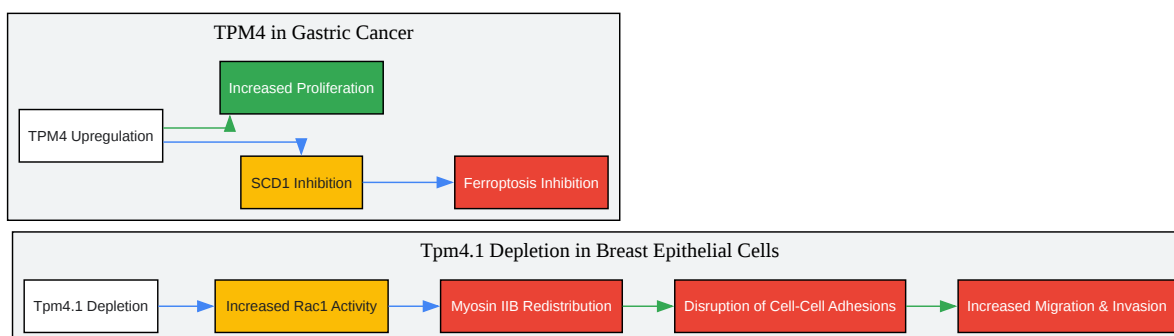 TPM4 in Gastric Cancer
Increased Proliferation
TPM4 Upregulation
SCD1 Inhibition
Ferroptosis Inhibition
Tpm4.1 Depletion in Breast Epithelial Cells
Tpm4.1 Depletion
Increased Rac1 Activity
Myosin IIB Redistribution
Disruption of Cell-Cell Adhesions
Increased Migration & Invasion